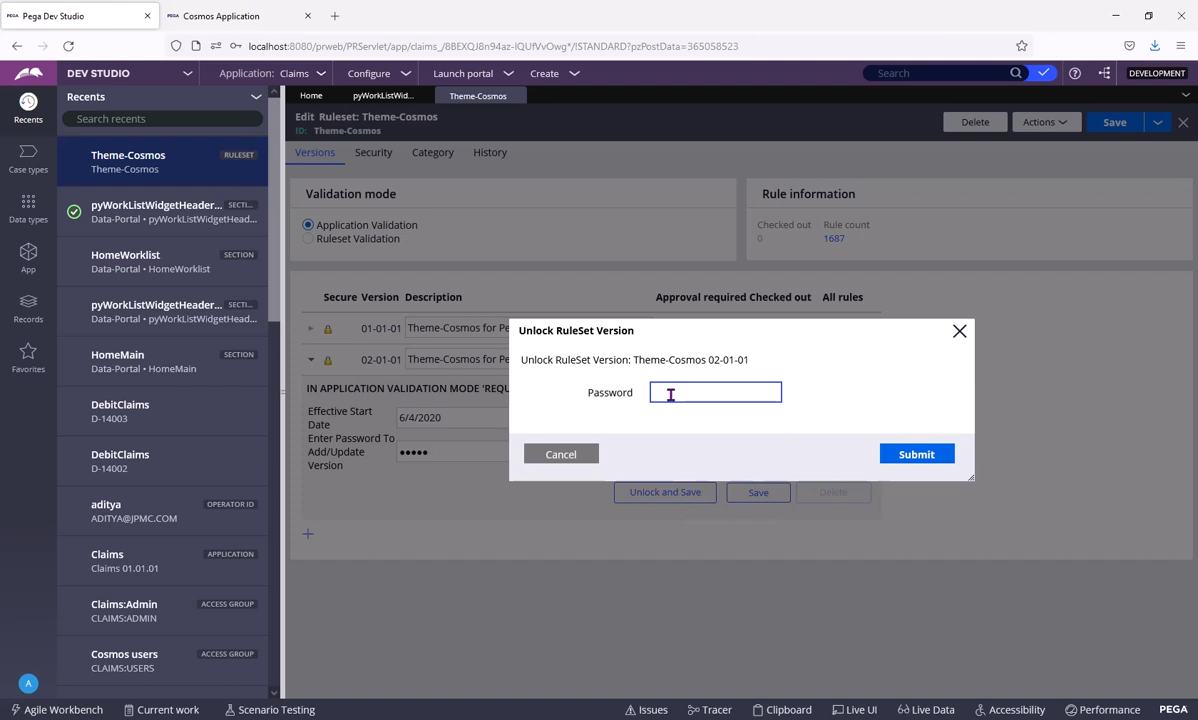 PEGA Pega Dev Studio
PEGA Cosmos Application
localhost:8080/prweb/PRServlet/app/claims_/8BEXQJ8n94az-IQUfVvOwg*/!STANDARD?pzPostData=365058523
DEV STUDIO
Application: Claims
Configure
Launch portal
Create
Search
DEVELOPMENT
Recents
Case types
Data types
App
Records
Favorites
A
Recents
Search recents
Theme-Cosmos RULESET
Theme-Cosmos
pyWorkListWidgetHeader... SECTI...
Data-Portal • pyWorkListWidgetHead...
HomeWorklist SECTION
Data-Portal • HomeWorklist
pyWorkListWidgetHeader... SECTI...
Data-Portal • pyWorkListWidgetHead...
HomeMain SECTION
Data-Portal • HomeMain
DebitClaims
D-14003
DebitClaims
D-14002
aditya OPERATOR ID
ADITYA@JPMC.COM
Claims APPLICATION
Claims 01.01.01
Claims:Admin ACCESS GROUP
CLAIMS:ADMIN
Cosmos users ACCESS GROUP
CLAIMS:USERS
Home
pyWorkListWid...
Theme-Cosmos
Edit Ruleset: Theme-Cosmos
ID: Theme-Cosmos
Delete
Actions
Save
Versions
Security
Category
History
Validation mode
Application Validation
Ruleset Validation
Rule information
Checked out Rule count
0 1687
Secure Version Description Approval required Checked out All rules
01-01-01 Theme-Cosmos for Pe
02-01-01 Theme-Cosmos for Pe
IN APPLICATION VALIDATION MODE 'REQU
Effective Start
Date
6/4/2020
Enter Password To
Add/Update
Version
•••••
Unlock and Save
Save
Delete
Unlock RuleSet Version
Unlock RuleSet Version: Theme-Cosmos 02-01-01
Password
Cancel
Submit
Agile Workbench
Current work
Scenario Testing
Issues
Tracer
Clipboard
Live UI
Live Data
Accessibility
Performance
PEGA